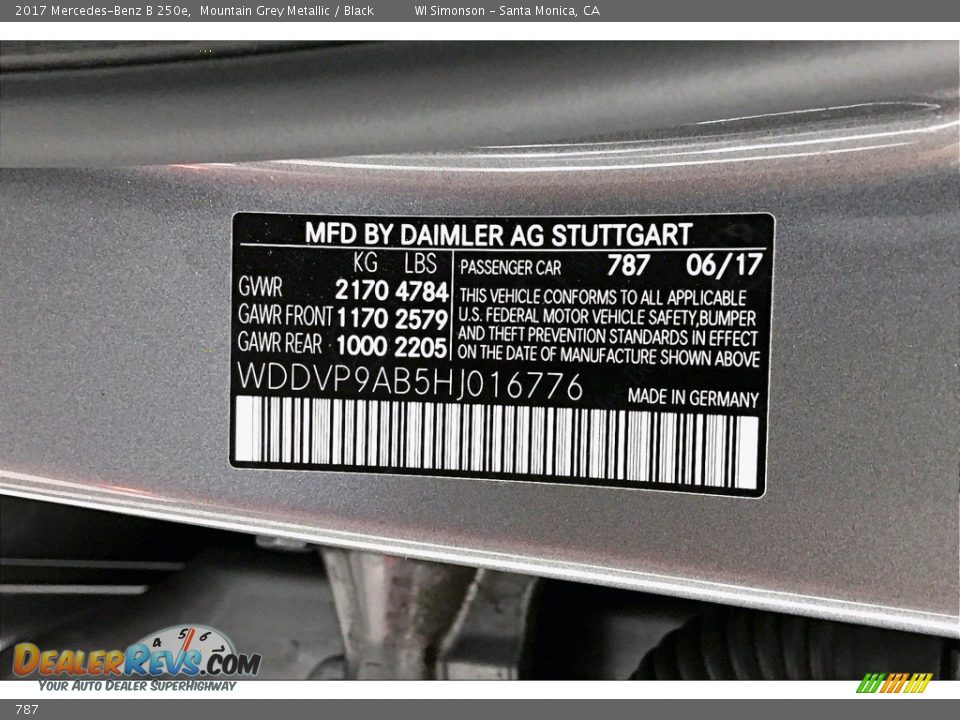 2017 Mercedes-Benz B 250e, Mountain Grey Metallic / Black WI Simonson - Santa Monica, CA
MFD BY DAIMLER AG STUTTGART
KG LBS
GVWR 2170 4784
GAWR FRONT 1170 2579
GAWR REAR 1000 2205
PASSENGER CAR 787 06/17
THIS VEHICLE CONFORMS TO ALL APPLICABLE
U.S. FEDERAL MOTOR VEHICLE SAFETY,BUMPER
AND THEFT PREVENTION STANDARDS IN EFFECT
ON THE DATE OF MANUFACTURE SHOWN ABOVE
WDDVP9AB5HJ016776
MADE IN GERMANY
4 5 6
DEALERREVS.COM
YOUR AUTO DEALER SUPERHIGHWAY
787